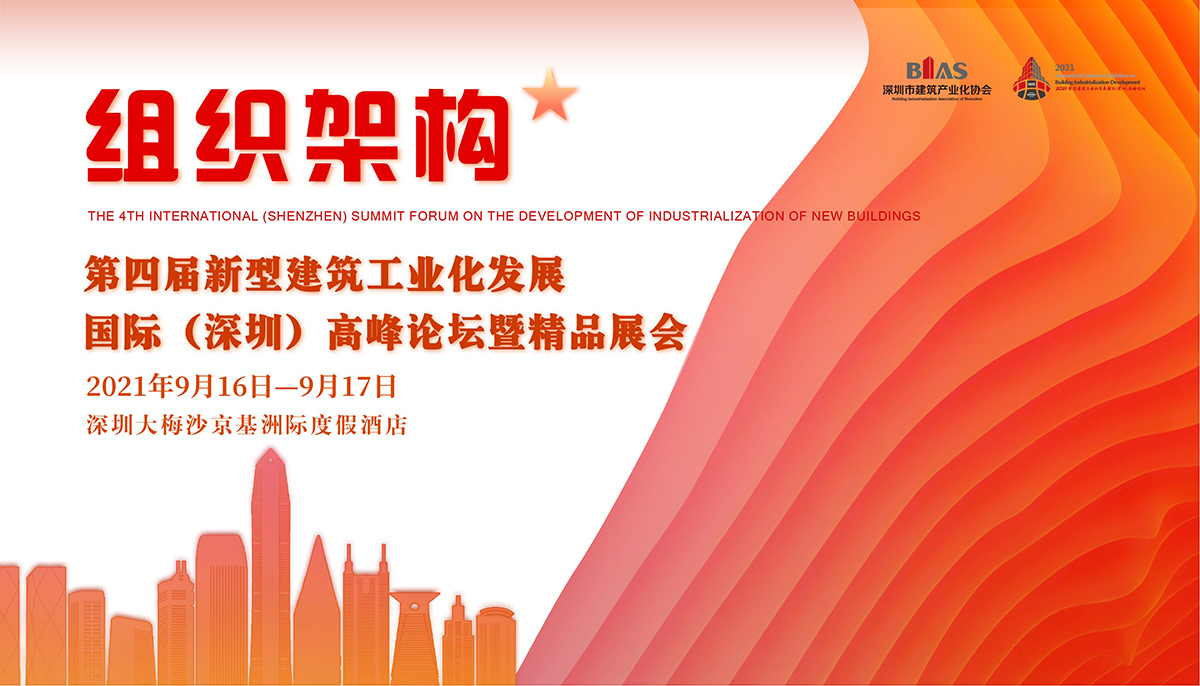 BIAS
深圳市建筑产业化协会
Building Industrialization Association of Shenzhen
2021
Building Industrialization Development
组织架构
THE 4TH INTERNATIONAL (SHENZHEN) SUMMIT FORUM ON THE DEVELOPMENT OF INDUSTRIALIZATION OF NEW BUILDINGS
第四届新型建筑工业化发展
国际（深圳）高峰论坛暨精品展会
2021年9月16日—9月17日
深圳大梅沙京基洲际度假酒店